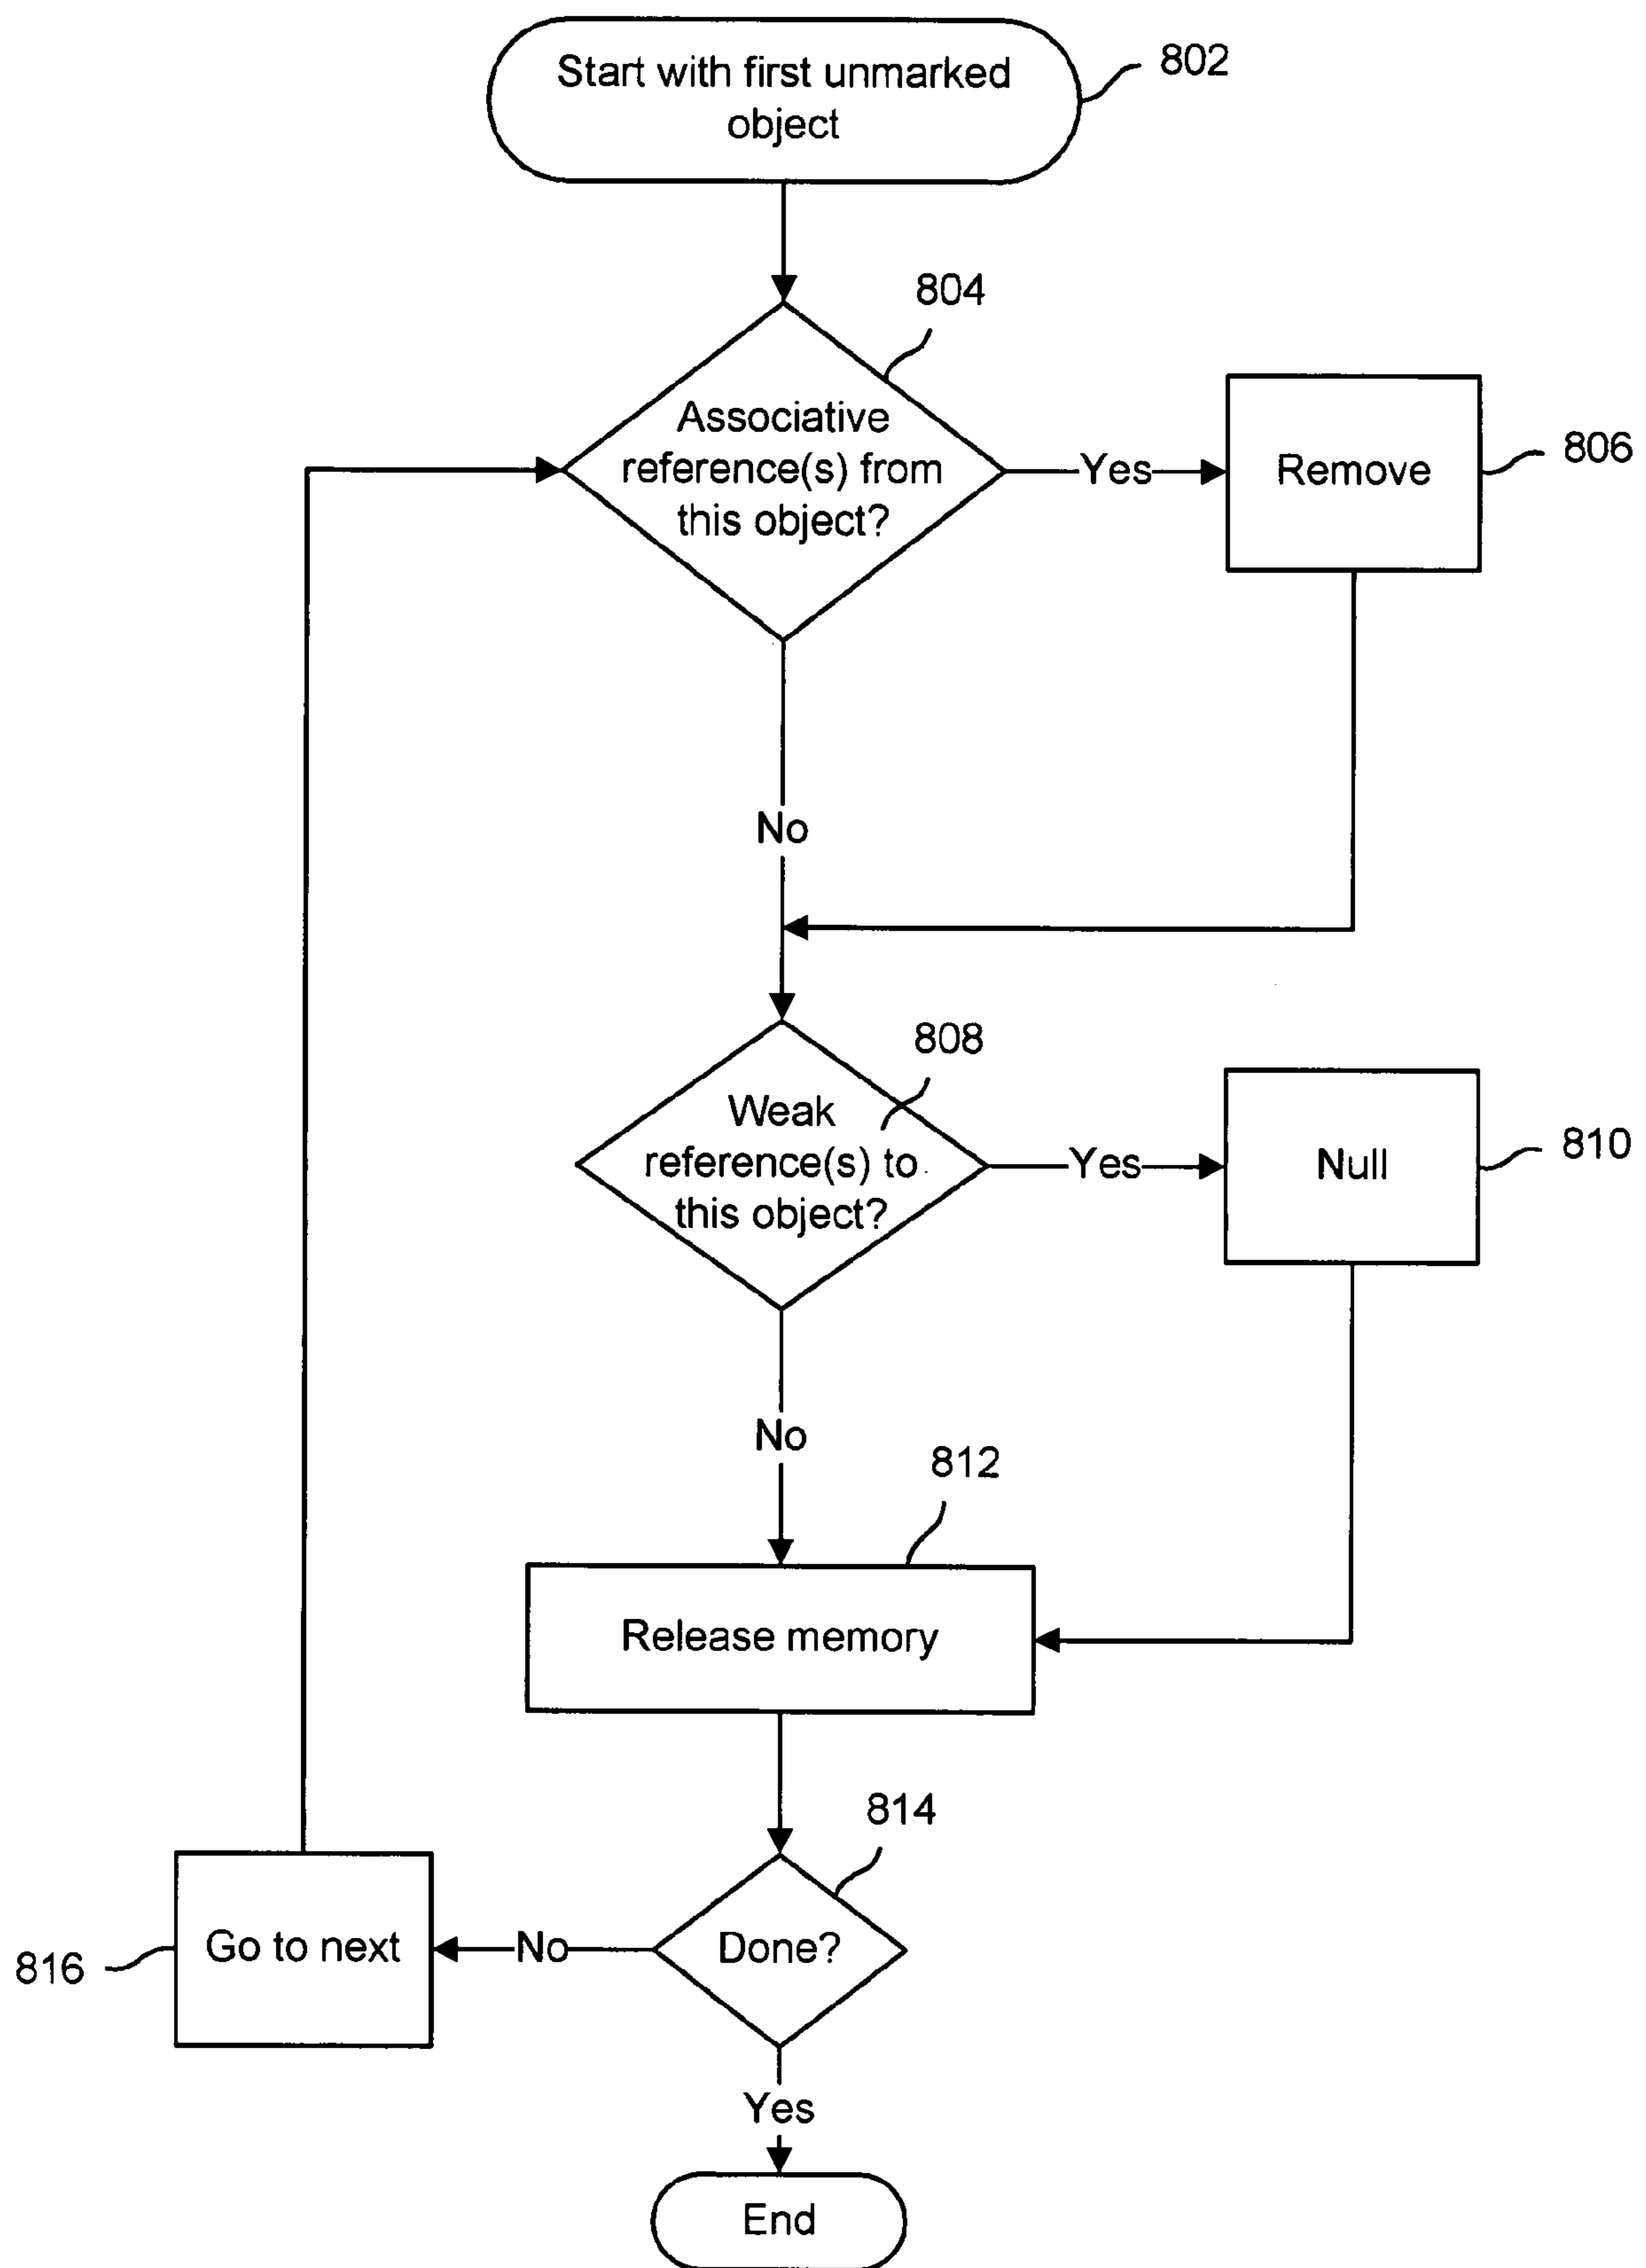 Start with first unmarked
object
802
804
Associative
reference(s) from
this object?
Yes
Remove
806
No
808
Weak
reference(s) to
this object?
Yes
Null
810
No
812
Release memory
814
Done?
No
Go to next
816
Yes
End